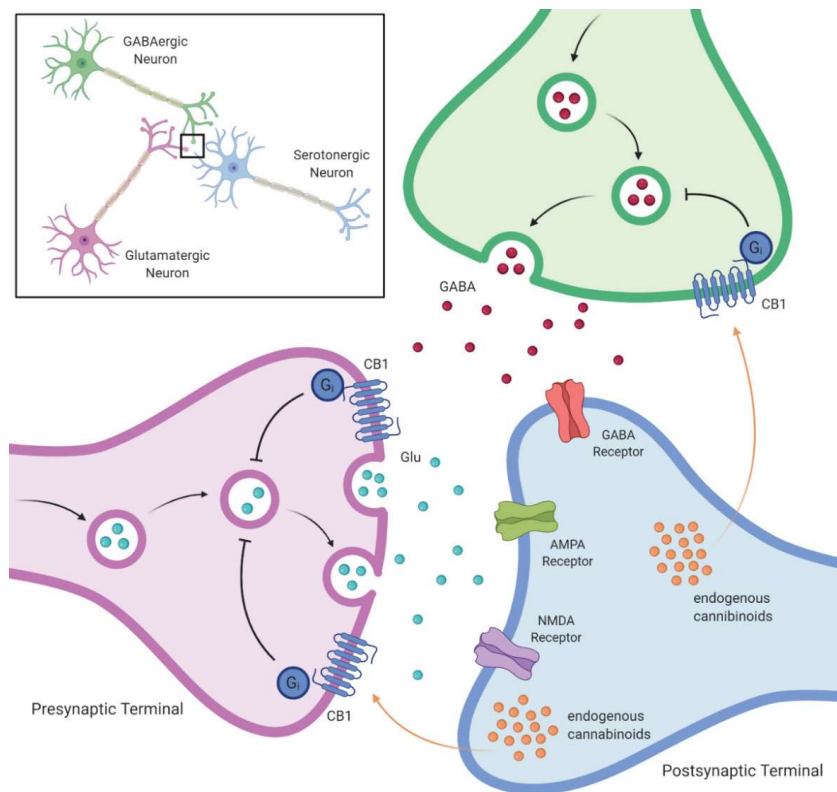 GABAergic
Neuron
Serotonergic
Neuron
Glutamatergic
Neuron
GABA
Gi
CB1
CB1
Gi
Glu
GABA
Receptor
AMPA
Receptor
NMDA
Receptor
endogenous
cannibinoids
Gi
CB1
Presynaptic Terminal
endogenous
cannabinoids
Postsynaptic Terminal